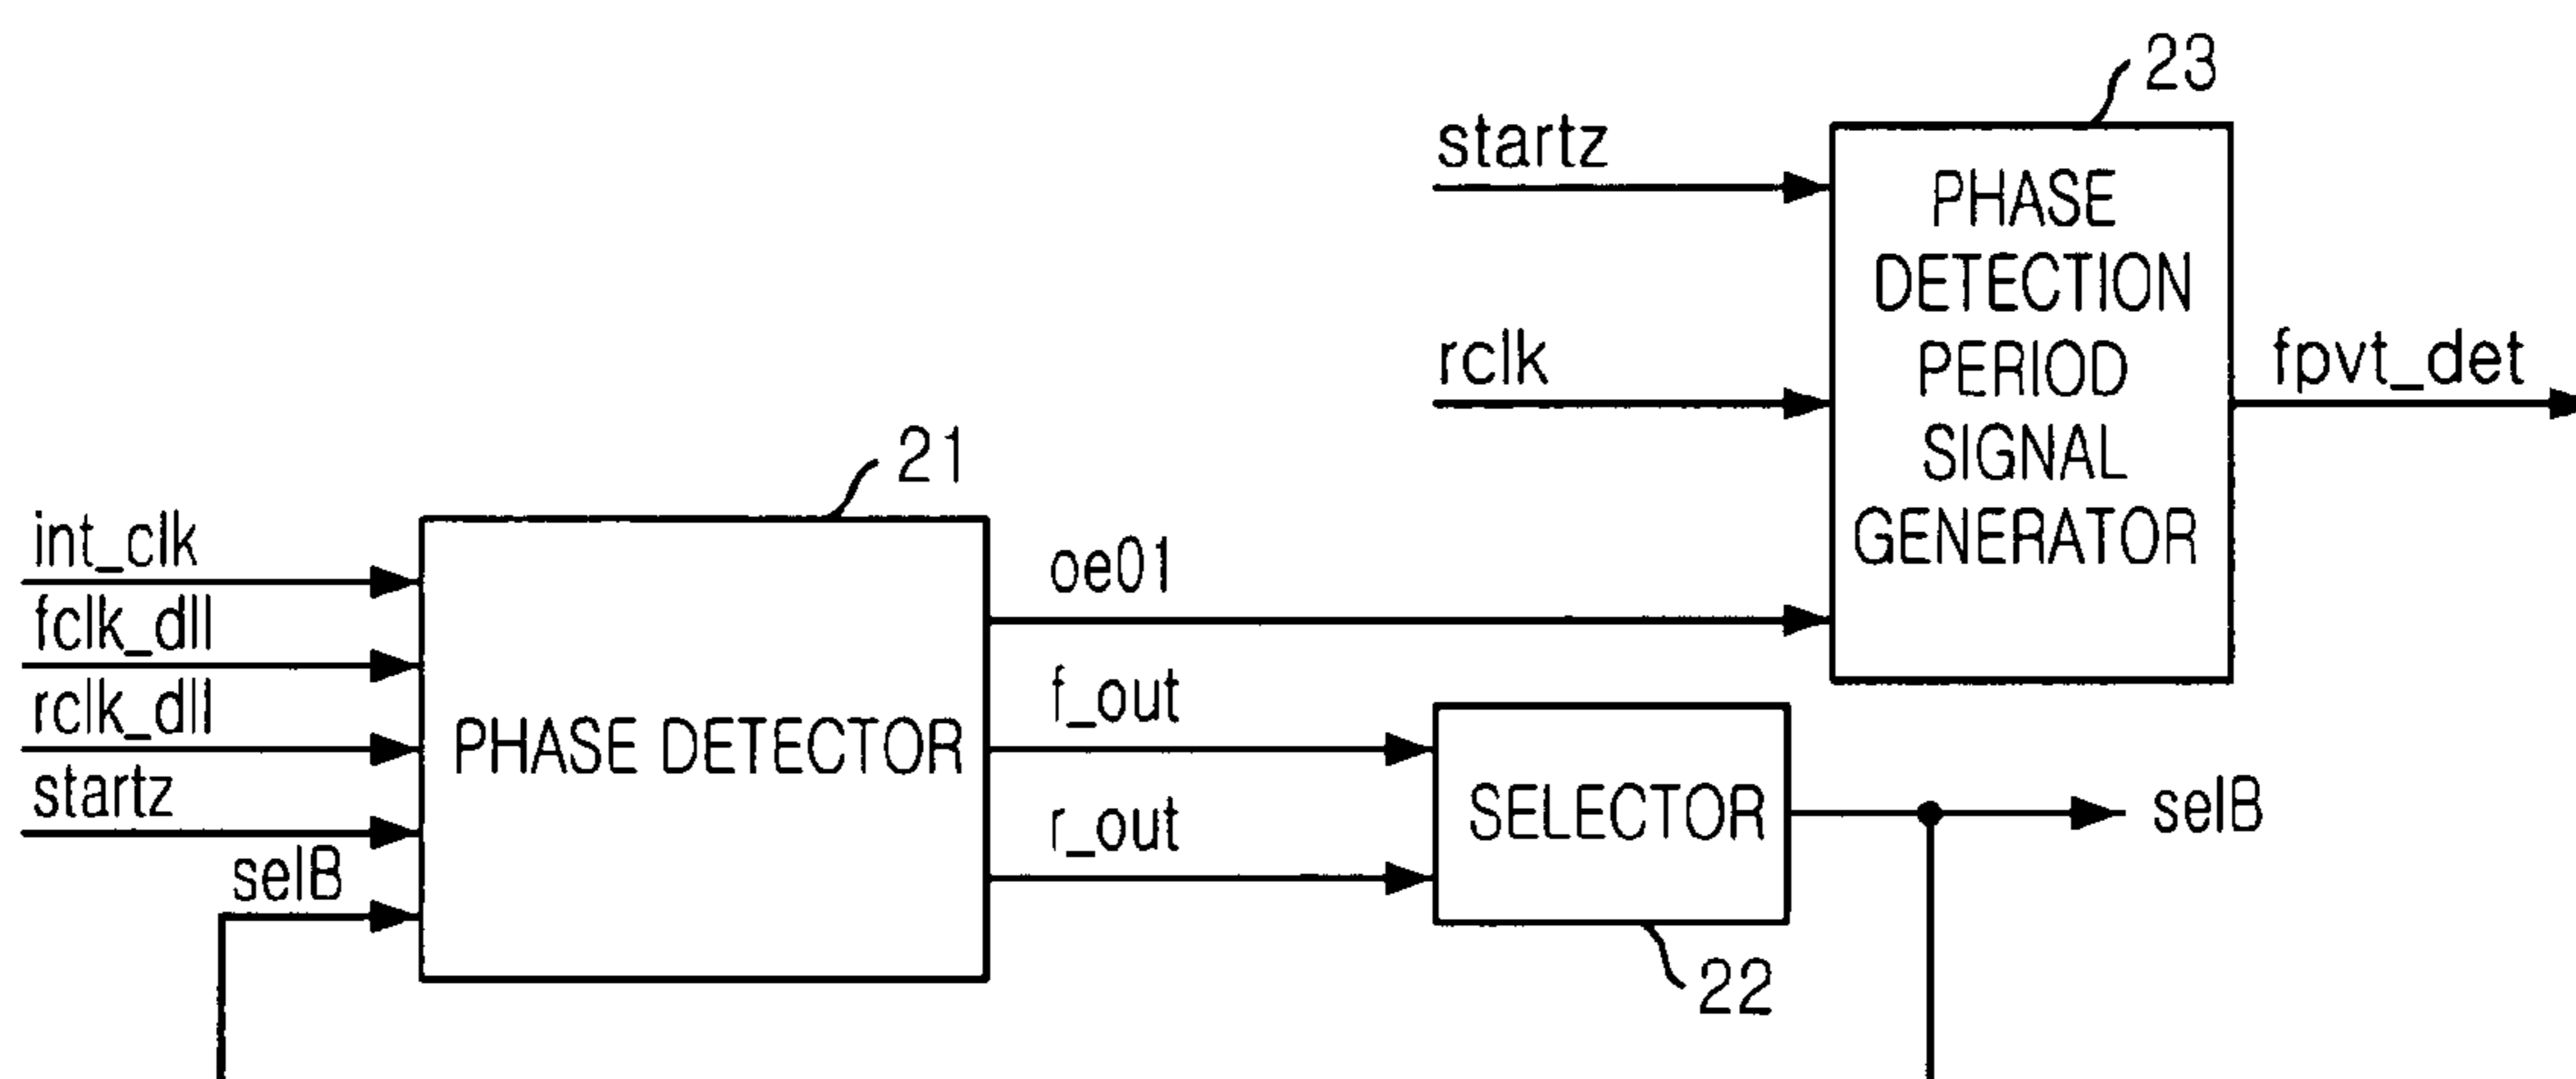 23
startz
PHASE
DETECTION
PERIOD
SIGNAL
GENERATOR
rclk
fpvt_det
21
int_clk
fclk_dll
rclk_dll
startz
selB
PHASE DETECTOR
oe01
f_out
r_out
SELECTOR
selB
22